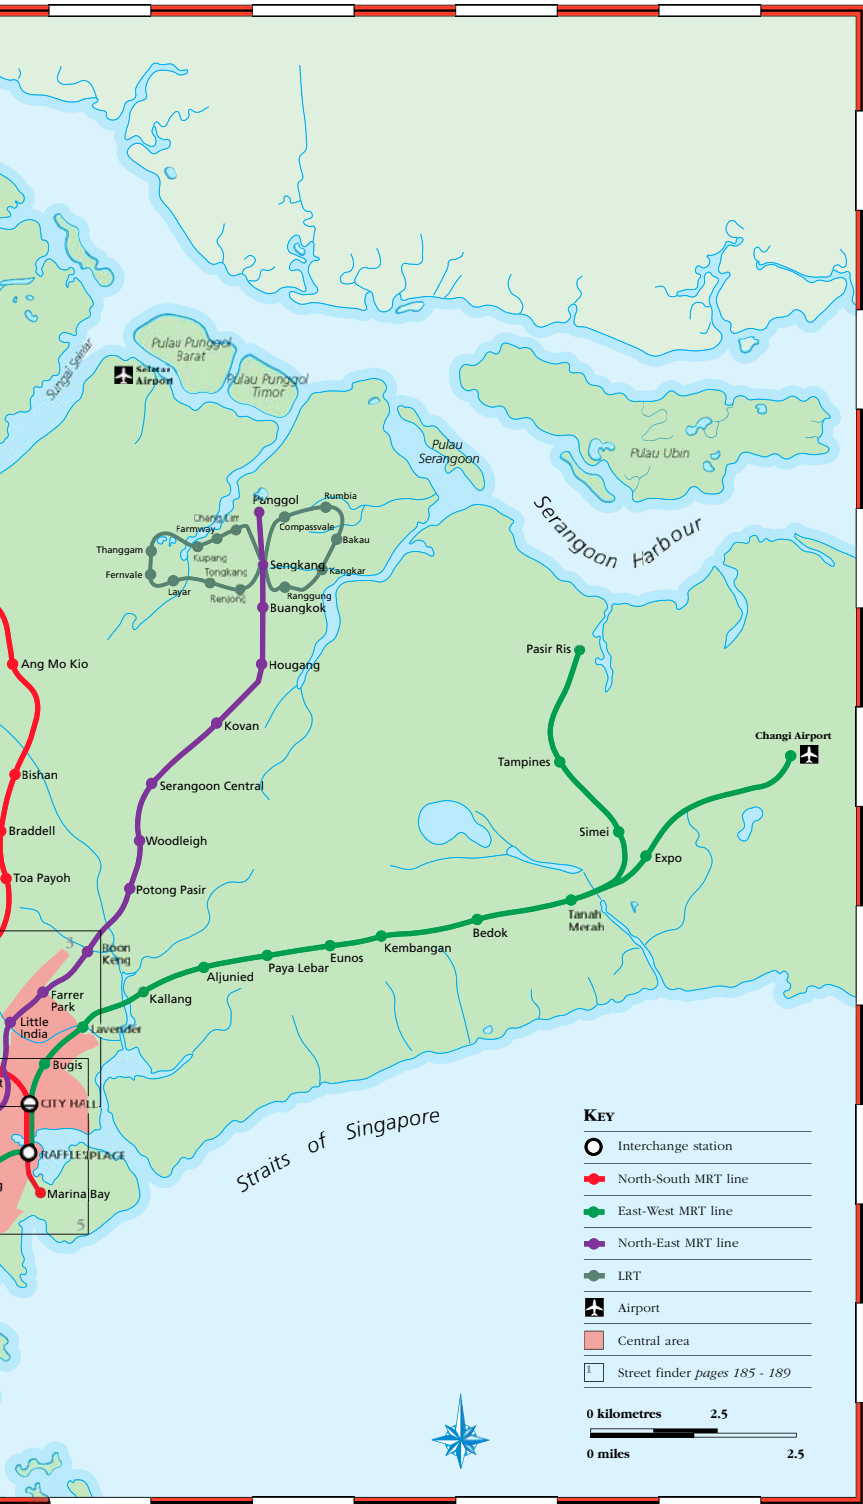 Pulau Punggol
Barat
Sungai Seletar
Seletar
Airport
Pulau Punggol
Timor
Pulau
Serangoon
Pulau Ubin
Serangoon Harbour
Punggol
Rumbia
Cheng Lim
Farmway
Compassvale
Thanggam
Kupang
Bakau
Sengkang
Tongkang
Kangkar
Fernvale
Layar
Renjong
Ranggung
Buangkok
Ang Mo Kio
Hougang
Pasir Ris
Kovan
Changi Airport
Bishan
Serangoon Central
Tampines
Braddell
Woodleigh
Simei
Expo
Toa Payoh
Potong Pasir
Tanah
Merah
Bedok
3
Boon
Keng
Kembangan
Eunos
Paya Lebar
Aljunied
Kallang
Farrer
Park
Little
India
Lavender
Bugis
t
CITY HALL
RAFFLES PLACE
g
Marina Bay
5
Straits of Singapore
KEY
Interchange station
North-South MRT line
East-West MRT line
North-East MRT line
LRT
Airport
Central area
1
Street finder pages 185 - 189
0 kilometres 2.5
0 miles 2.5